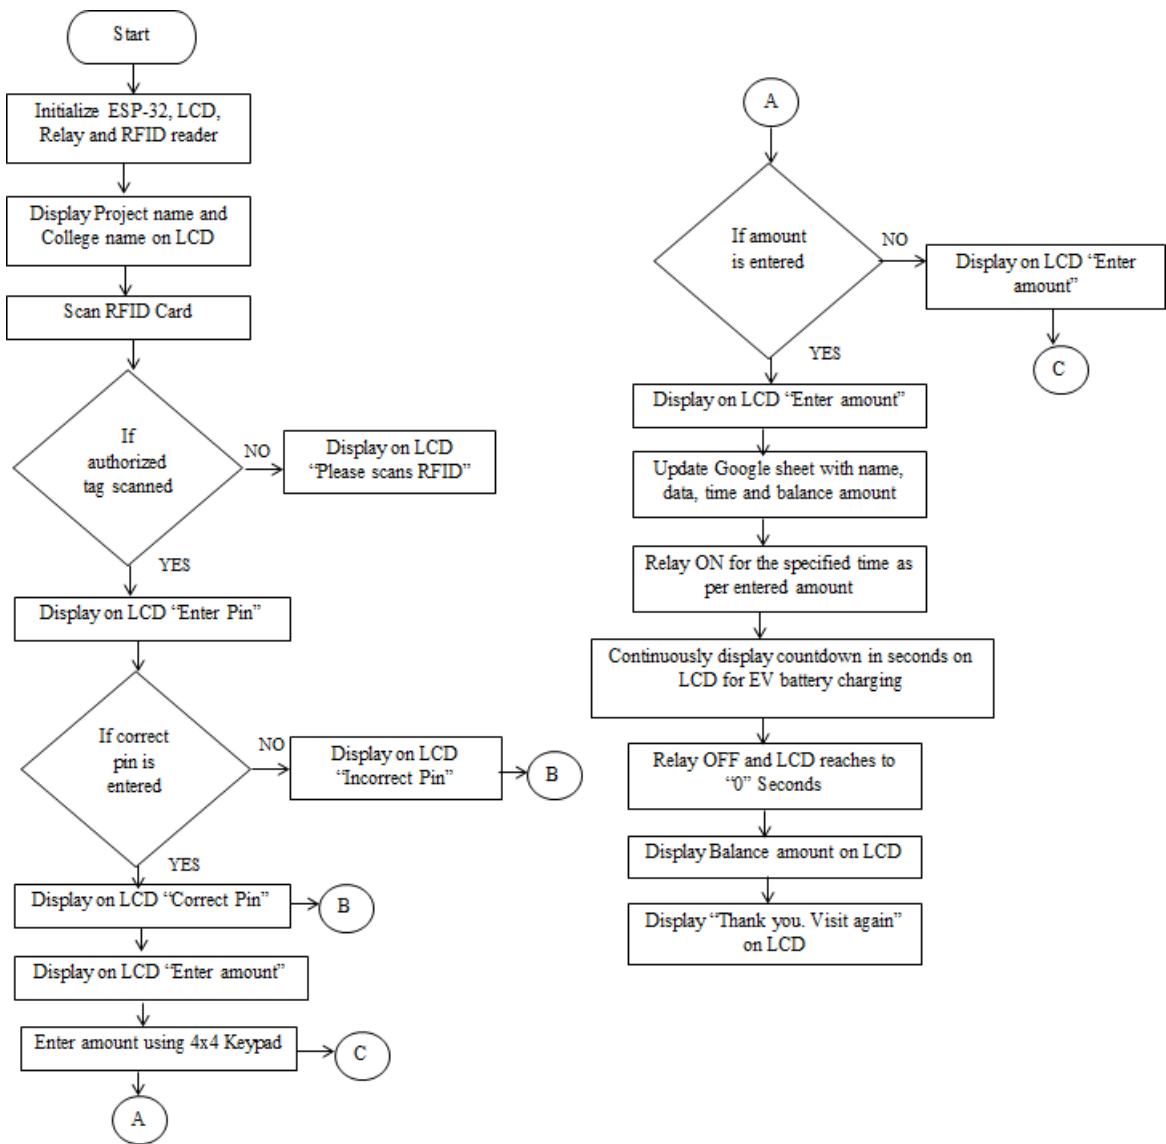 Start
Initialize ESP-32, LCD,
Relay and RFID reader
Display Project name and
College name on LCD
Scan RFID Card
If
authorized
tag scanned
NO
Display on LCD
“Please scans RFID”
YES
Display on LCD “Enter Pin”
If correct
pin is
entered
NO
Display on LCD
“Incorrect Pin”
B
YES
Display on LCD “Correct Pin”
B
Display on LCD “Enter amount”
Enter amount using 4x4 Keypad
C
A
A
If amount
is entered
NO
Display on LCD “Enter
amount”
C
YES
Display on LCD “Enter amount”
Update Google sheet with name,
data, time and balance amount
Relay ON for the specified time as
per entered amount
Continuously display countdown in seconds on
LCD for EV battery charging
Relay OFF and LCD reaches to
“0” Seconds
Display Balance amount on LCD
Display “Thank you. Visit again”
on LCD